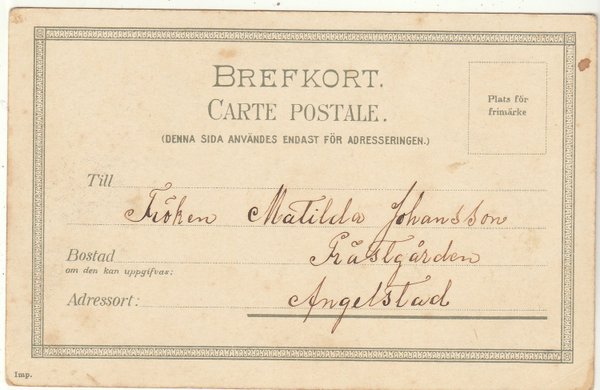 BREFKORT.
CARTE POSTALE.
(DENNA SIDA ANVÄNDES ENDAST FÖR ADRESSERINGEN.)
Plats för
frimärke
Till
Fröken Matilda Johansson
Bostad Prästgården
om den kan uppgifvas:
Adressort: Angelstad
Imp.